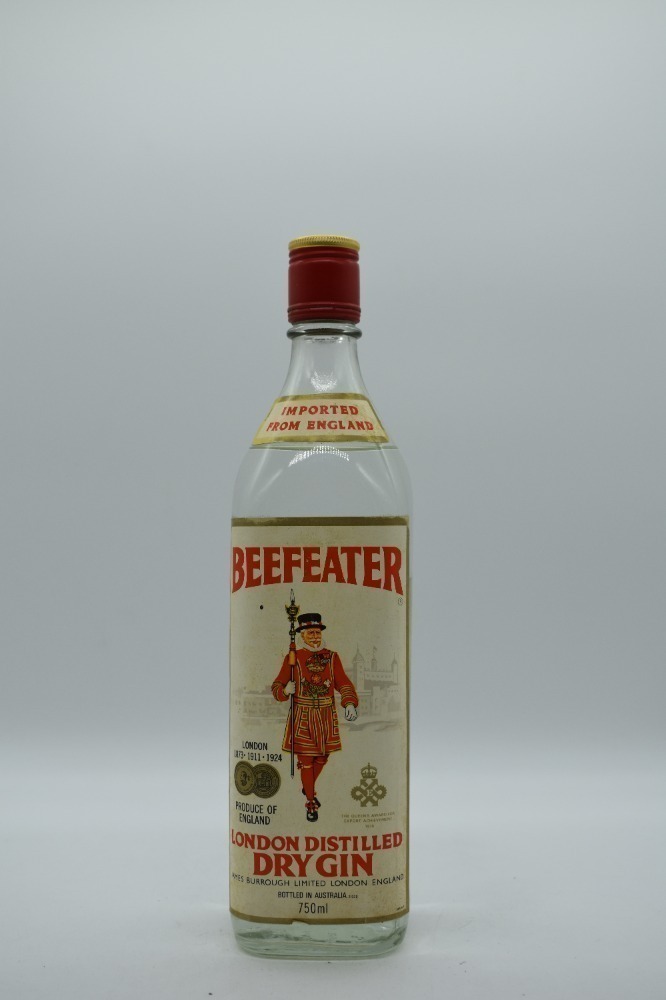 IMPORTED
FROM ENGLAND
BEEFEATER
LONDON
1873 · 1911 · 1924
PRODUCE OF
ENGLAND
LONDON DISTILLED
DRY GIN
BURROUGH LIMITED LONDON ENGLAND
BOTTLED IN AUSTRALIA
750ml